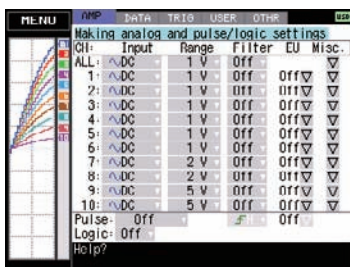 MENU AMP DATA TRIG USER OTHR USB
Making analog and pulse/logic settings
CH: Input Range Filter EU Misc.
ALL: DC 1 V Off
1: DC 1 V Off Off
2: DC 1 V Off Off
3: DC 1 V Off Off
4: DC 1 V Off Off
5: DC 1 V Off Off
6: DC 1 V Off Off
7: DC 2 V Off Off
8: DC 2 V Off Off
9: DC 5 V Off Off
10: DC 5 V Off Off
Pulse: Off Off
Logic: Off
Help?